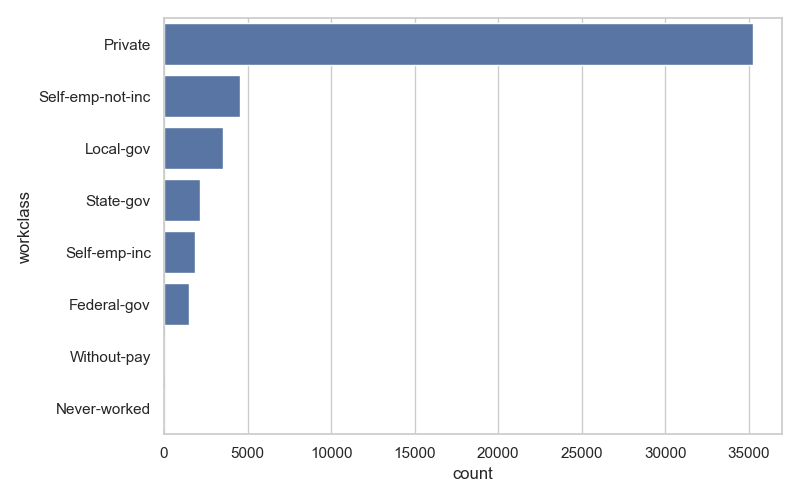 Private
Self-emp-not-inc
Local-gov
State-gov
Self-emp-inc
Federal-gov
Without-pay
Never-worked
workclass
0 5000 10000 15000 20000 25000 30000 35000
count